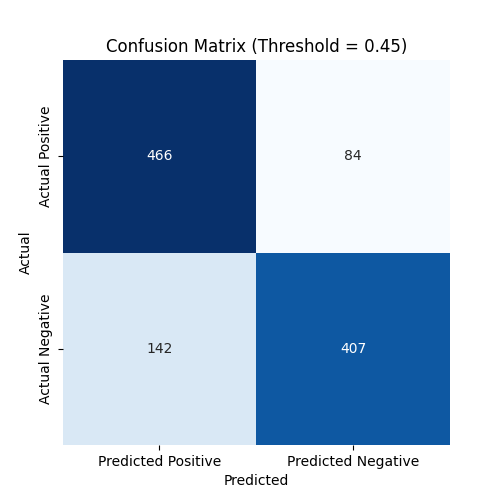 Confusion Matrix (Threshold = 0.45)
Actual Positive
466
84
Actual
Actual Negative
142
407
Predicted Positive
Predicted Negative
Predicted